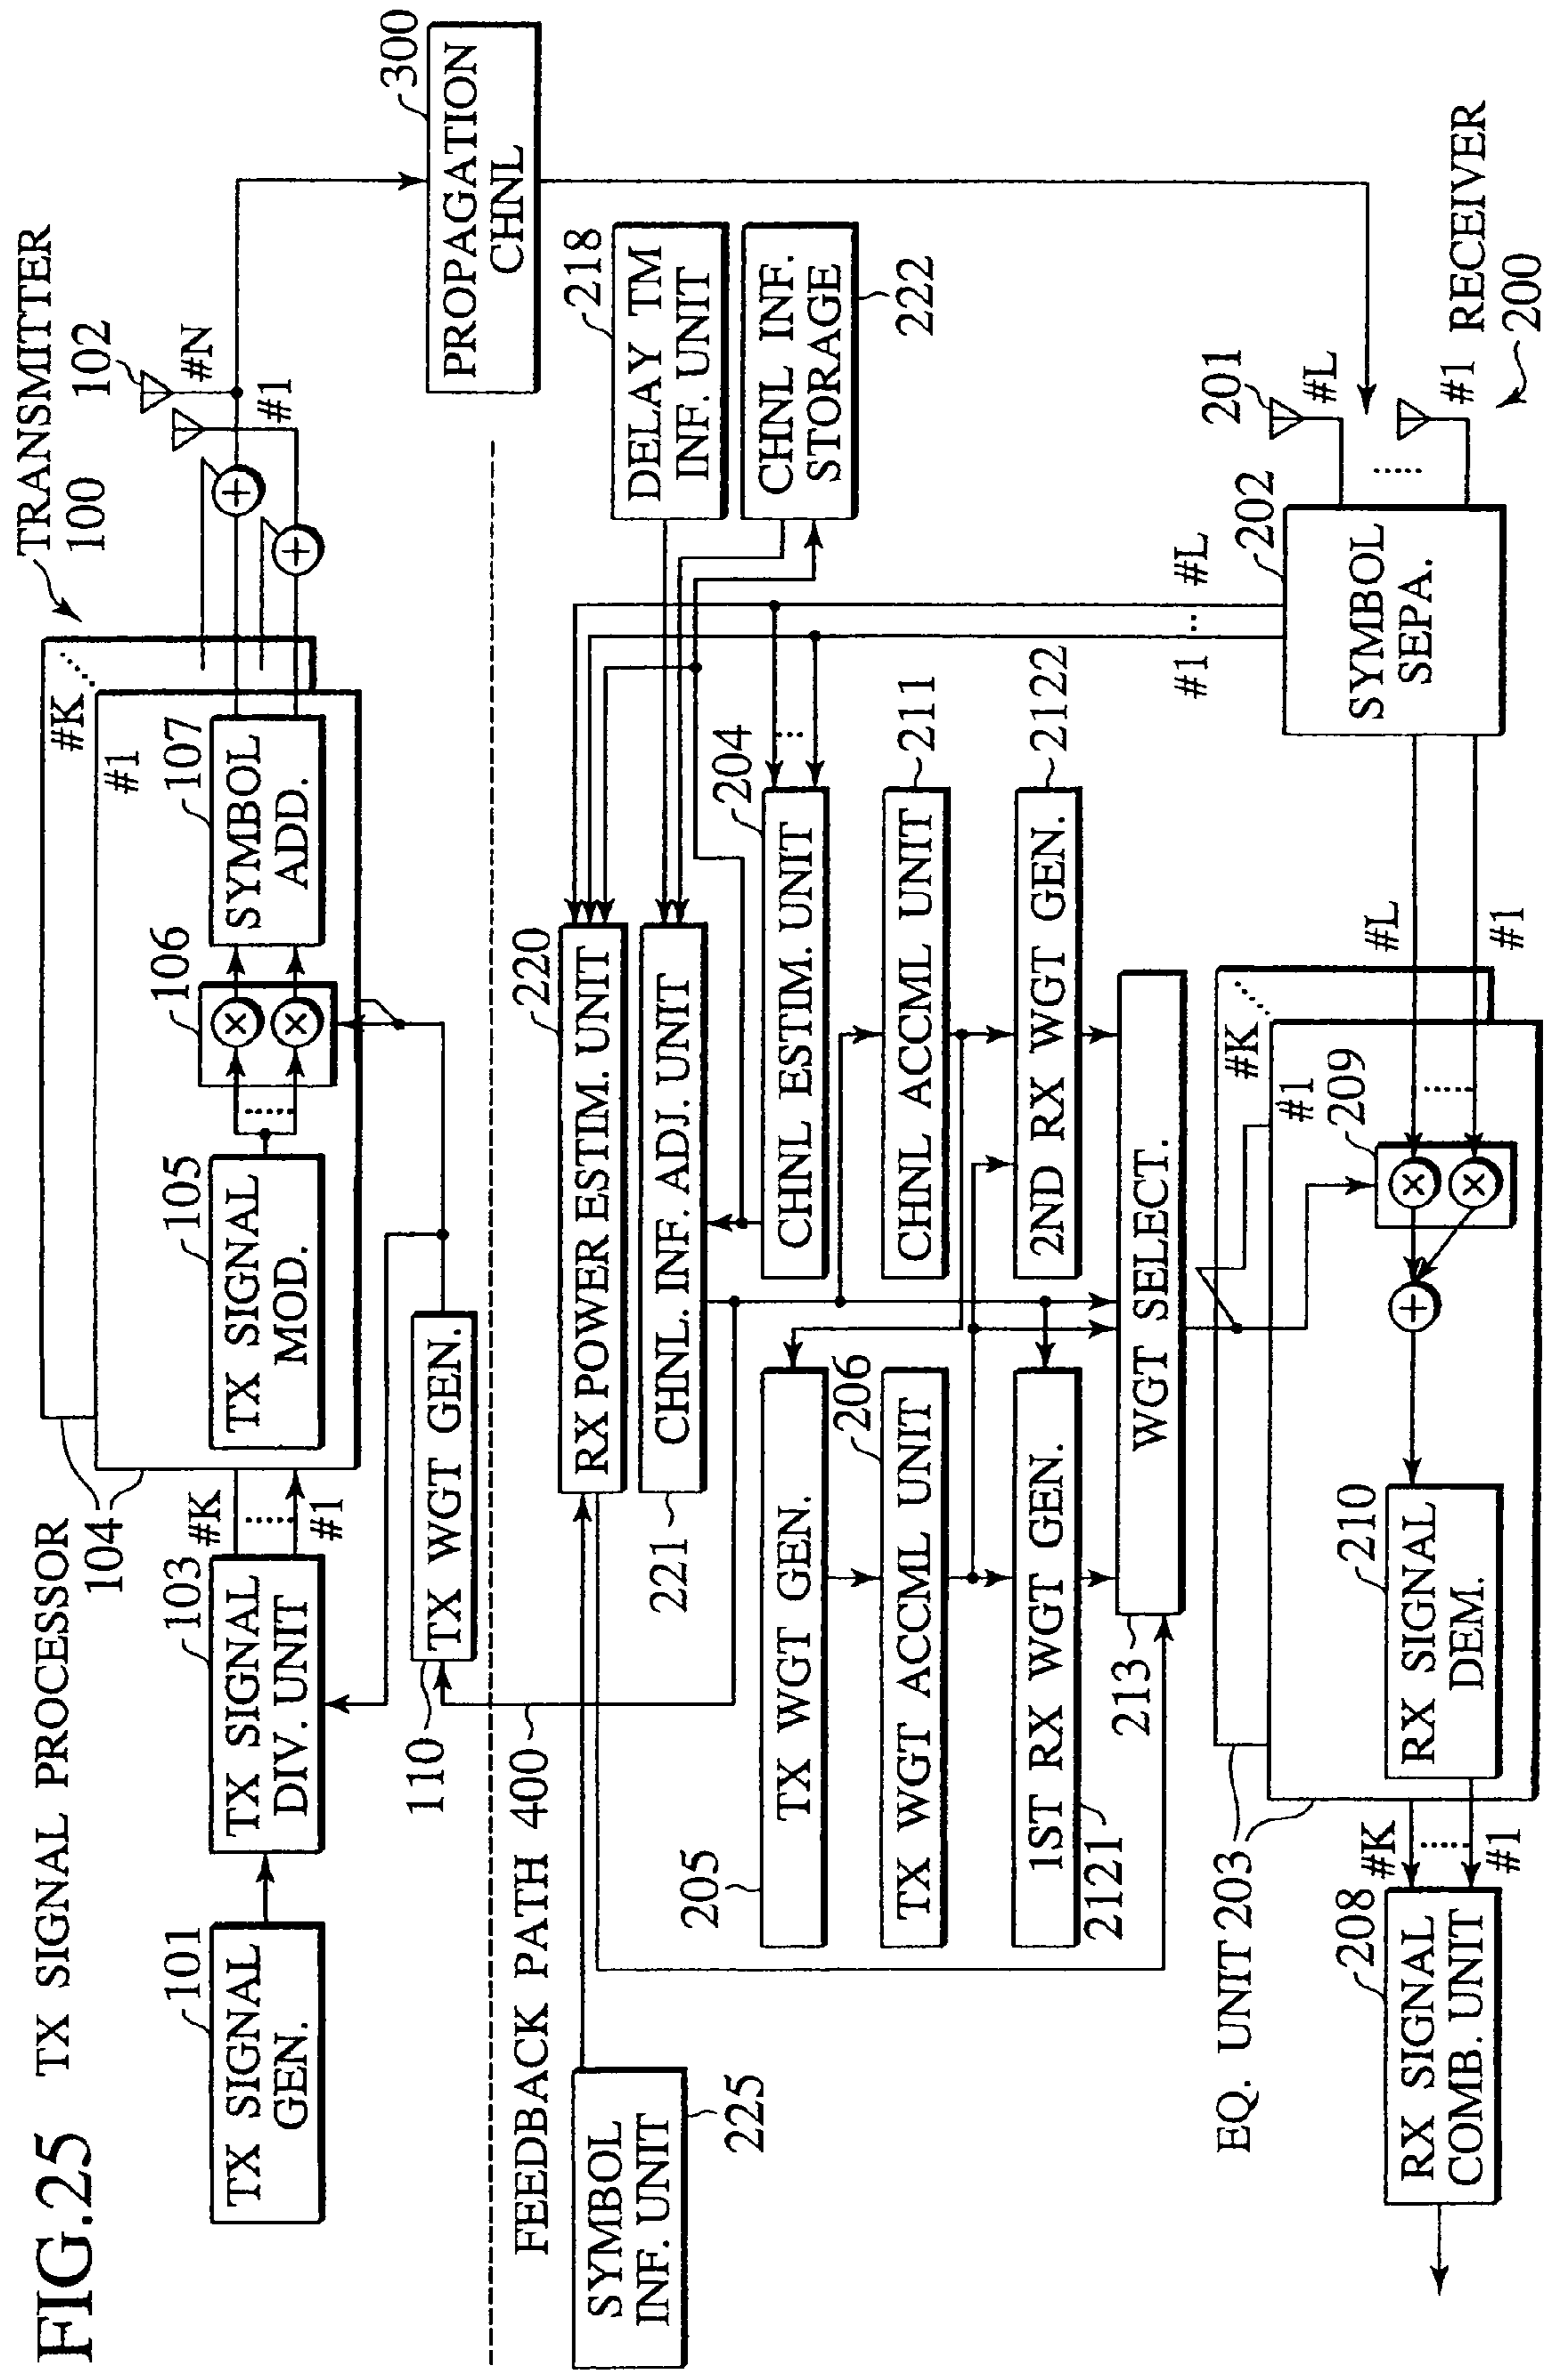 FIG.25
TX SIGNAL PROCESSOR
TRANSMITTER
100
101
TX SIGNAL
GEN.
103
TX SIGNAL
DIV. UNIT
104
#K
#1
#K
#1
105
TX SIGNAL
MOD.
106
107
SYMBOL
ADD.
102
#N
#1
110
TX WGT GEN.
300
PROPAGATION
CHNL
FEEDBACK PATH 400
SYMBOL
INF. UNIT
225
220
RX POWER ESTIM. UNIT
221
CHNL. INF. ADJ. UNIT
218
DELAY TM
INF. UNIT
CHNL INF.
STORAGE
222
205
TX WGT GEN.
204
CHNL ESTIM. UNIT
206
TX WGT ACCML UNIT
CHNL ACCML UNIT
211
2121
1ST RX WGT GEN.
2ND RX WGT GEN.
2122
213
WGT SELECT.
#1
#L
202
SYMBOL
SEPA.
201
#L
#1
RECEIVER
200
EQ. UNIT 203
#K
#1
209
#L
#1
210
RX SIGNAL
DEM.
#K
#1
208
RX SIGNAL
COMB. UNIT